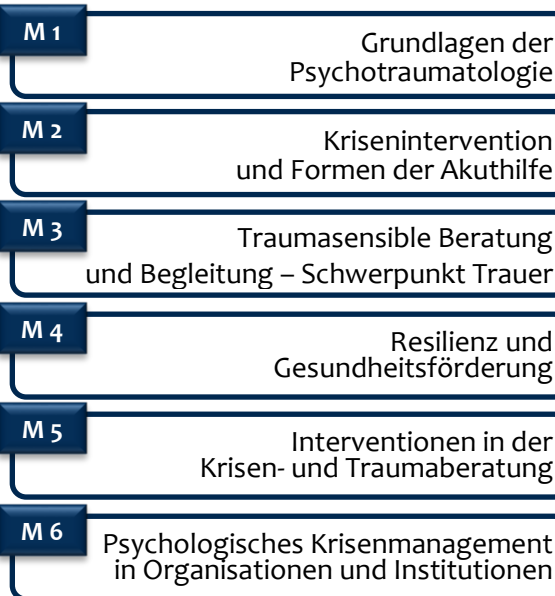 M 1
Grundlagen der
Psychotraumatologie
M 2
Krisenintervention
und Formen der Akuthilfe
M 3
Traumasensible Beratung
und Begleitung – Schwerpunkt Trauer
M 4
Resilienz und
Gesundheitsförderung
M 5
Interventionen in der
Krisen- und Traumaberatung
M 6
Psychologisches Krisenmanagement
in Organisationen und Institutionen